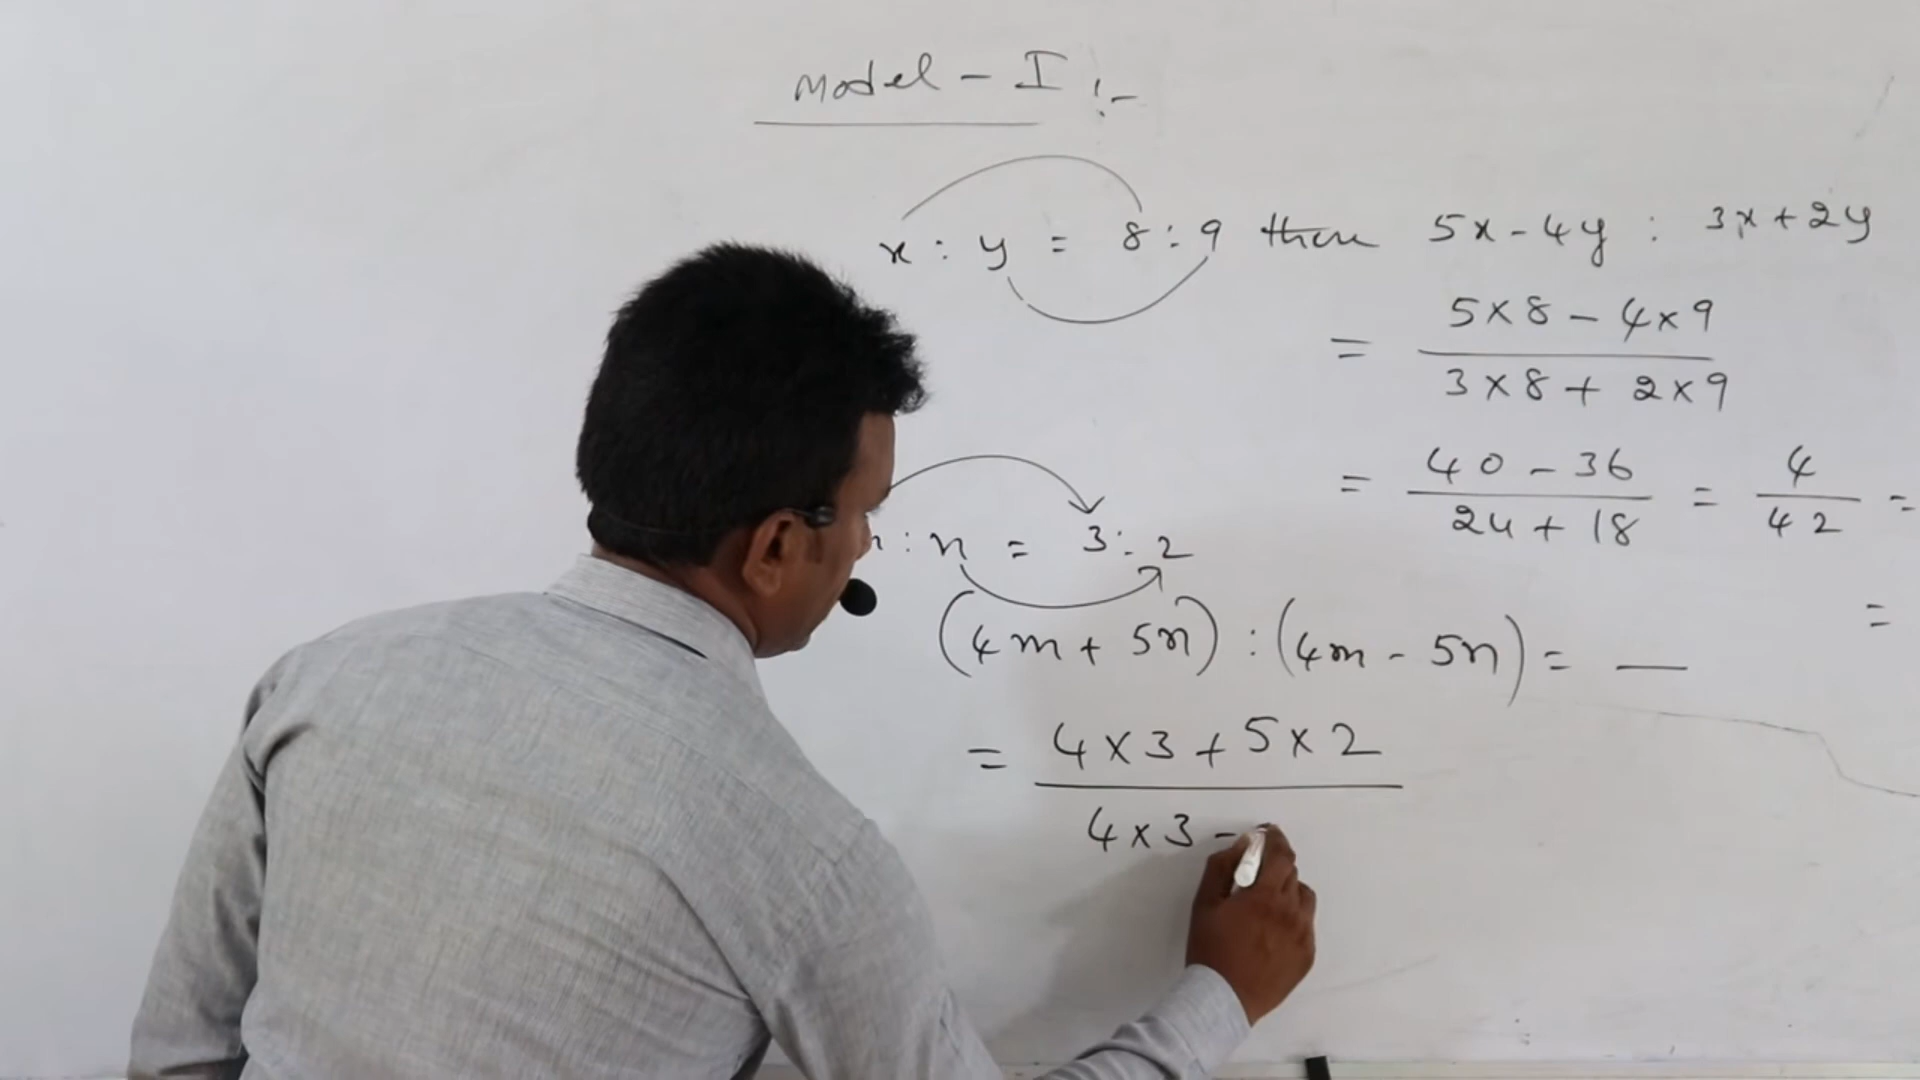 Model - I :-
x : y = 8 : 9 then 5x - 4y : 3x + 2y
= 5 × 8 - 4 × 9 / 3 × 8 + 2 × 9
= 40 - 36 / 24 + 18 = 4 / 42 =
: n = 3 : 2
=
(4m + 5n) : (4m - 5n) = __
= 4 × 3 + 5 × 2 / 4 × 3 -